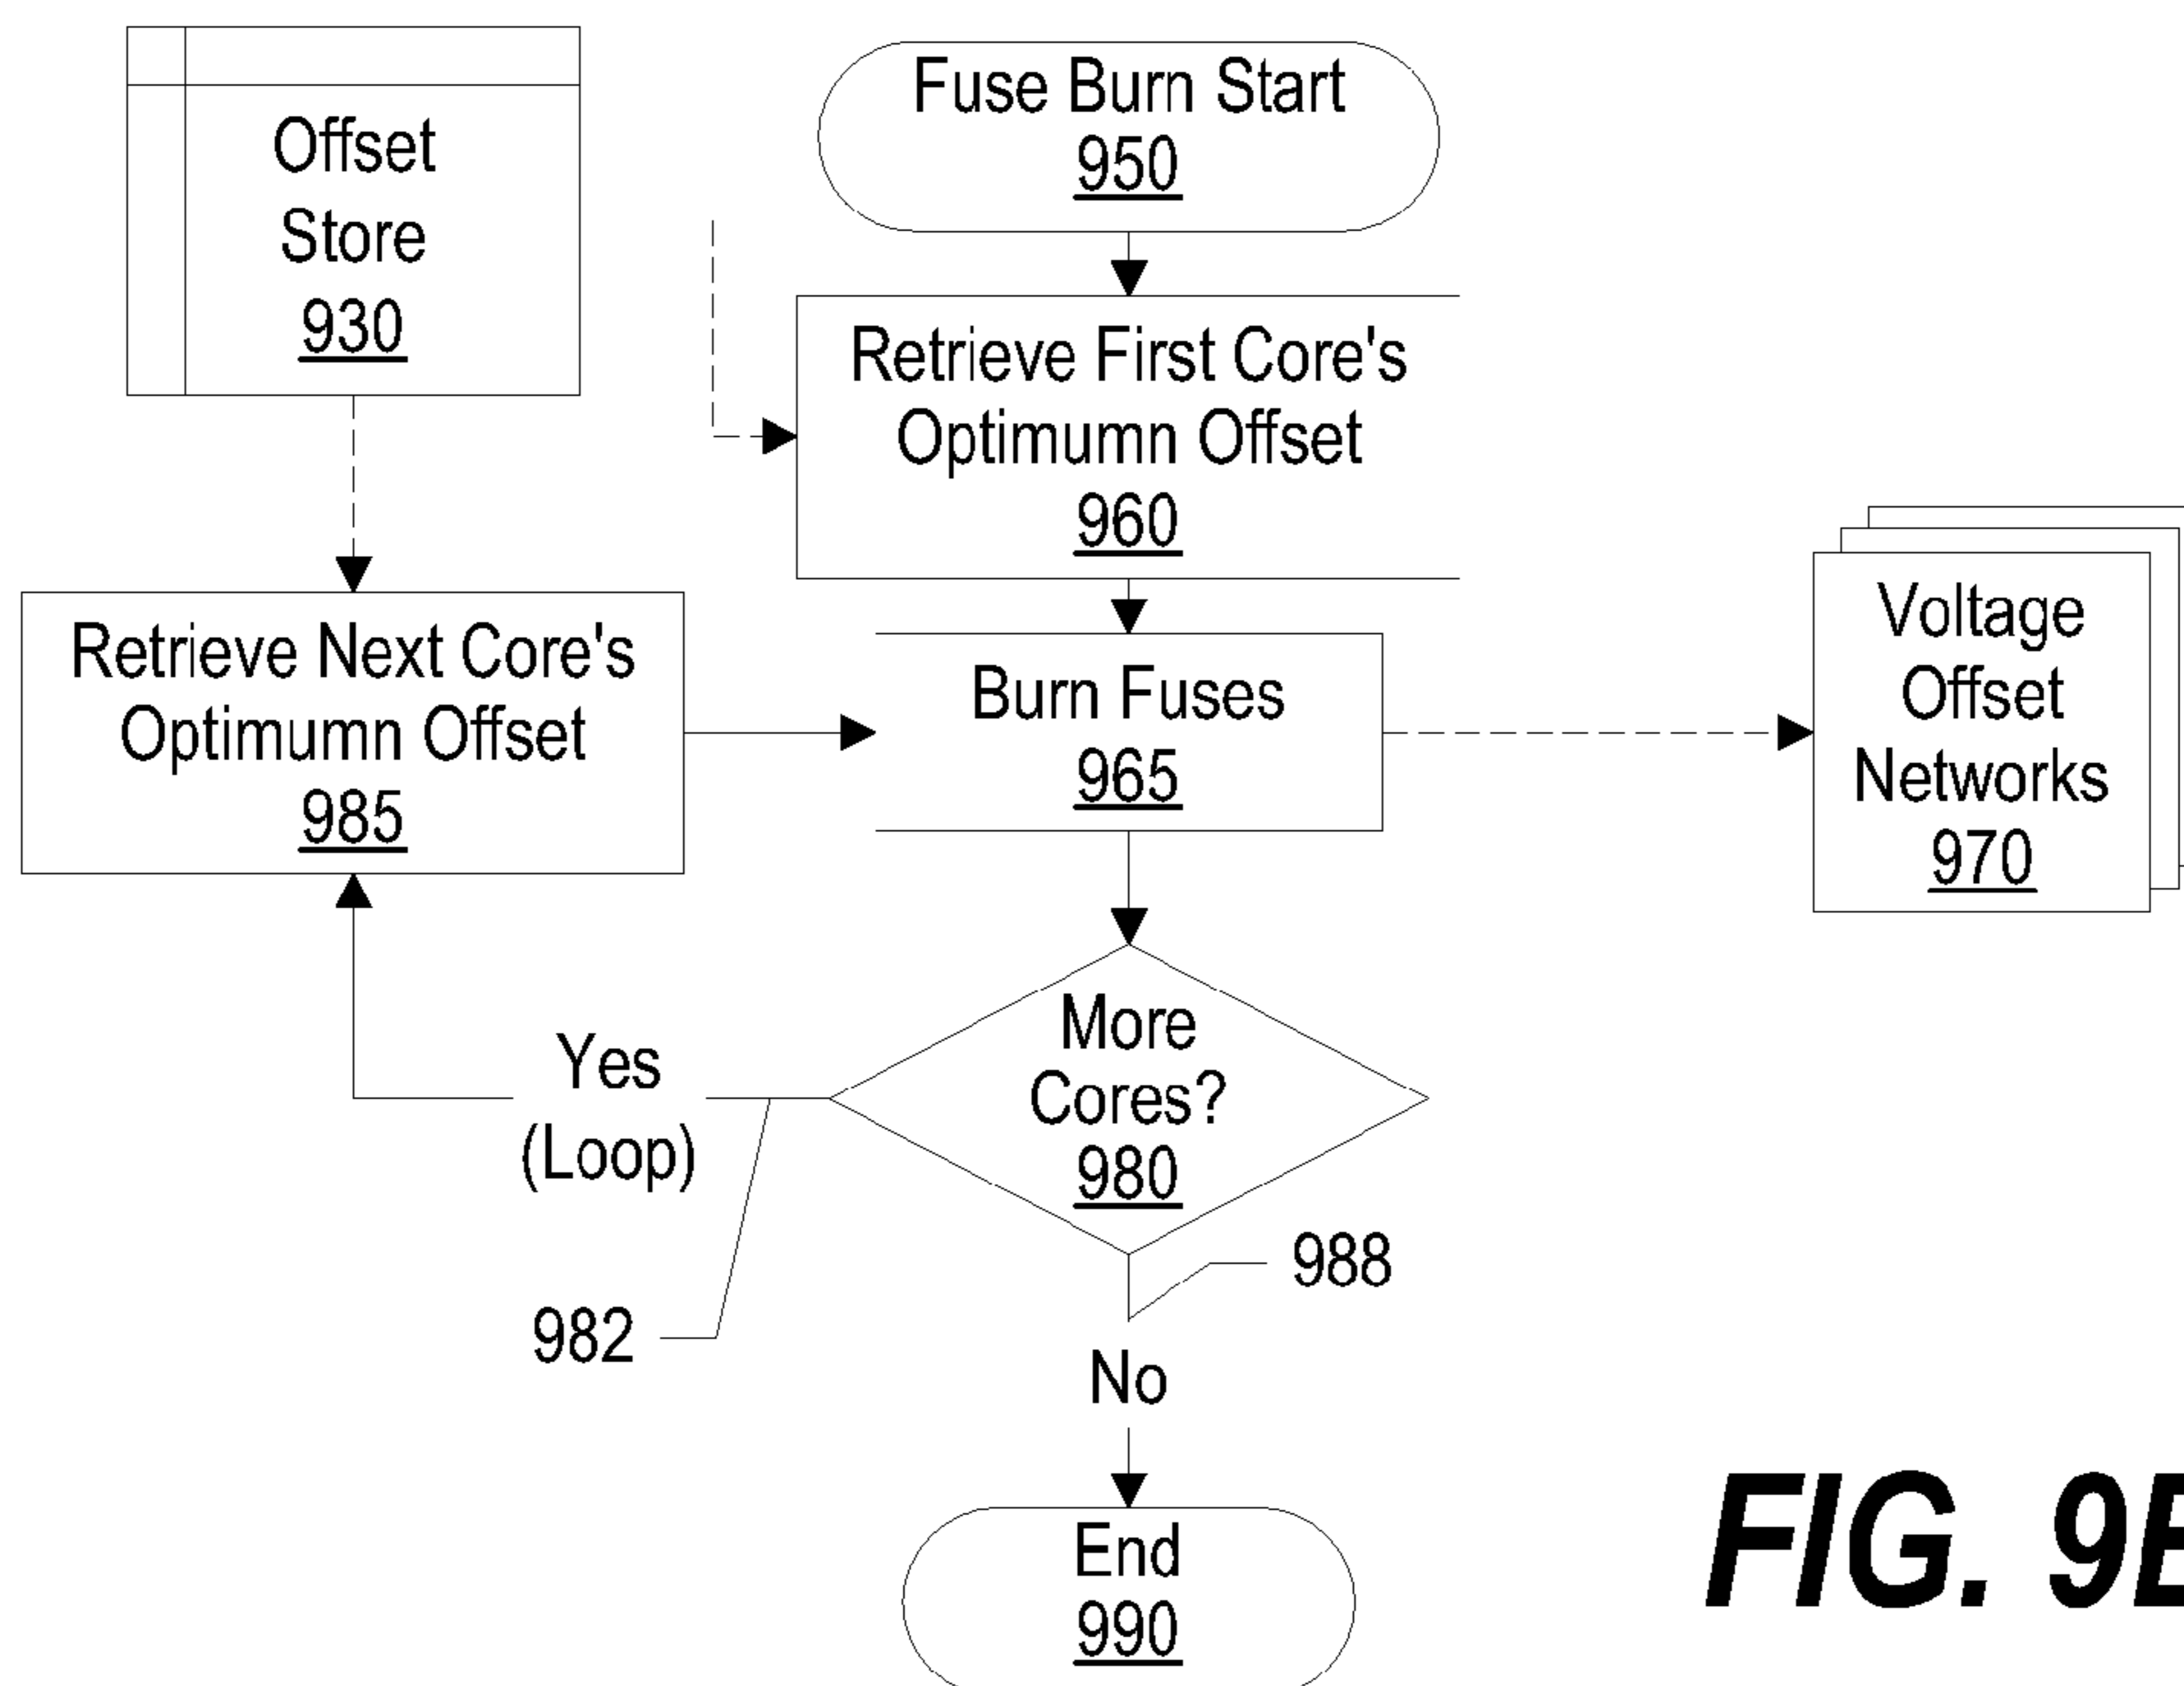 Offset
Store
930
Fuse Burn Start
950
Retrieve First Core's
Optimumn Offset
960
Retrieve Next Core's
Optimumn Offset
985
Burn Fuses
965
Voltage
Offset
Networks
970
More
Cores?
980
Yes
(Loop)
982
988
No
End
990
FIG.